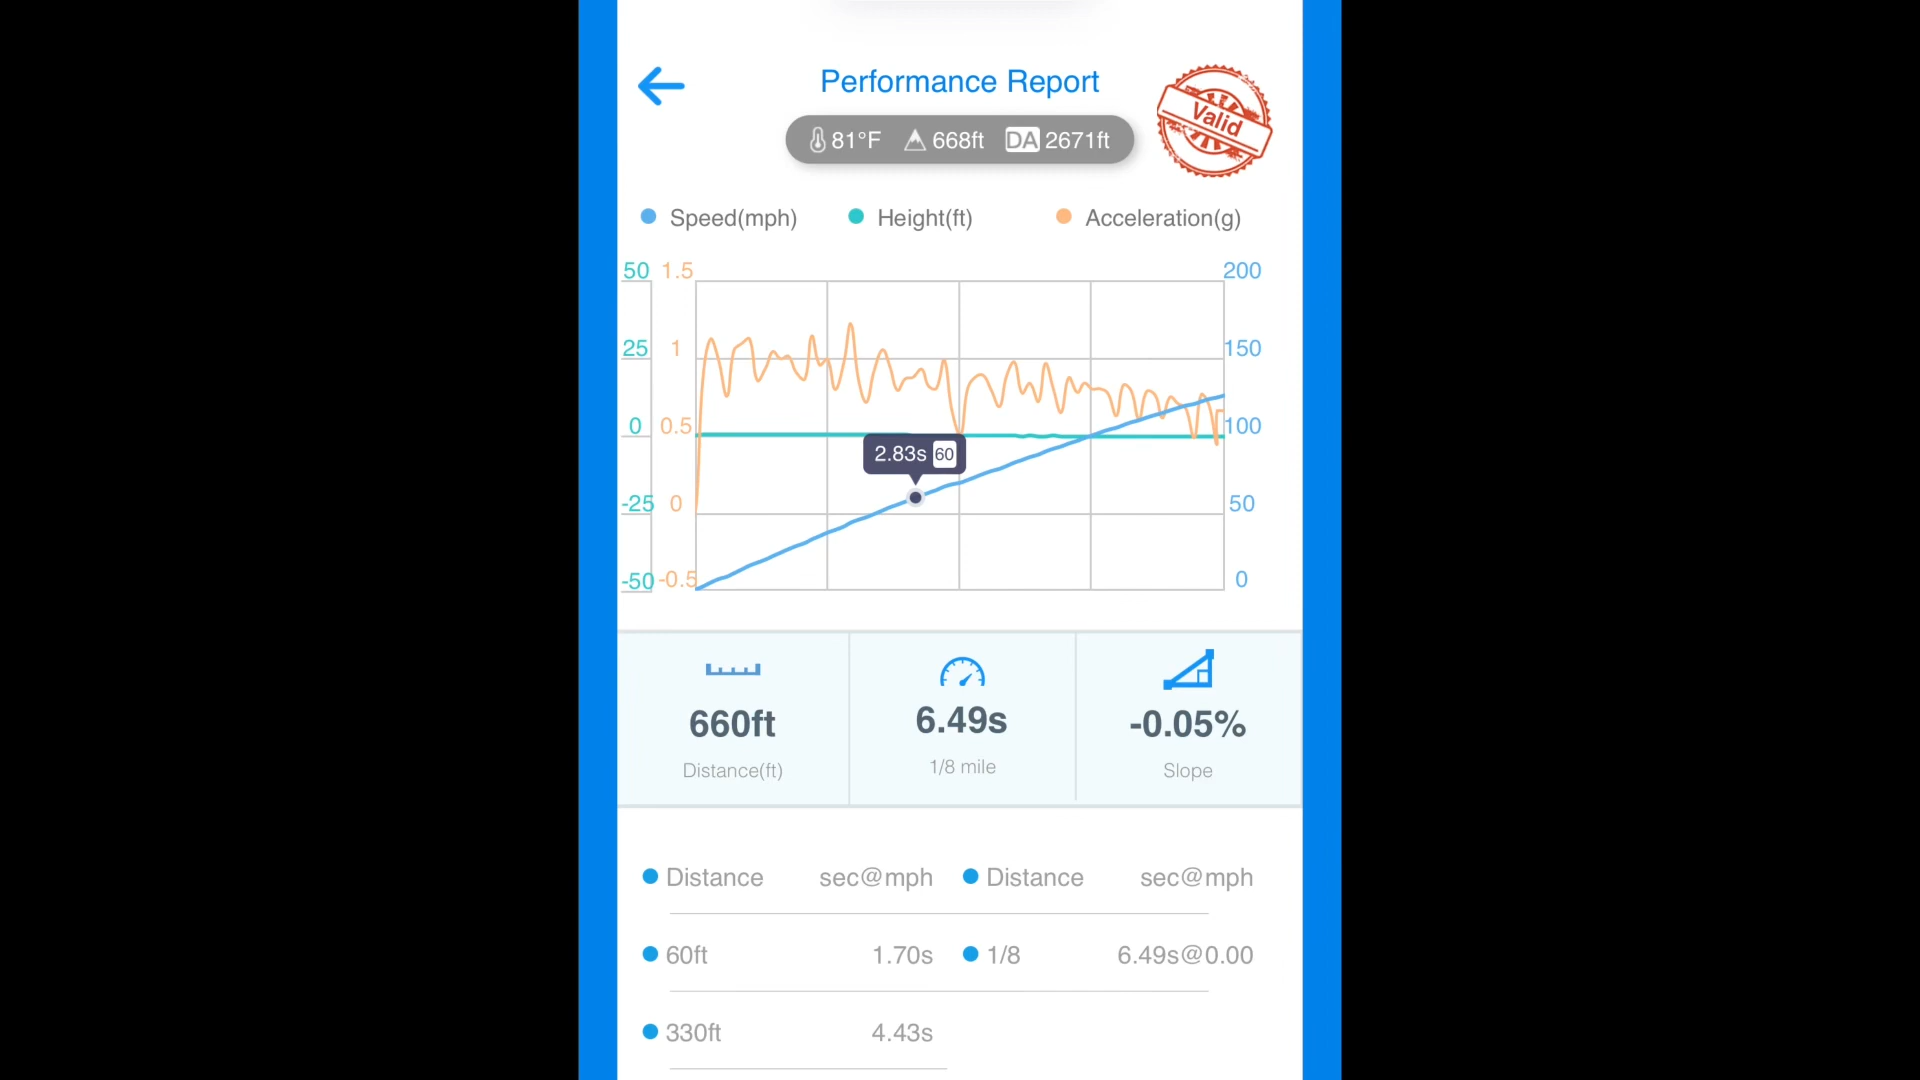 Performance Report
Valid
81°F 668ft DA 2671ft
Speed(mph) Height(ft) Acceleration(g)
50 1.5 200
25 1 150
0 0.5 100
2.83s 60
-25 0 50
-50 -0.5 0
660ft 6.49s -0.05%
Distance(ft) 1/8 mile Slope
Distance sec@mph Distance sec@mph
60ft 1.70s 1/8 6.49s@0.00
330ft 4.43s